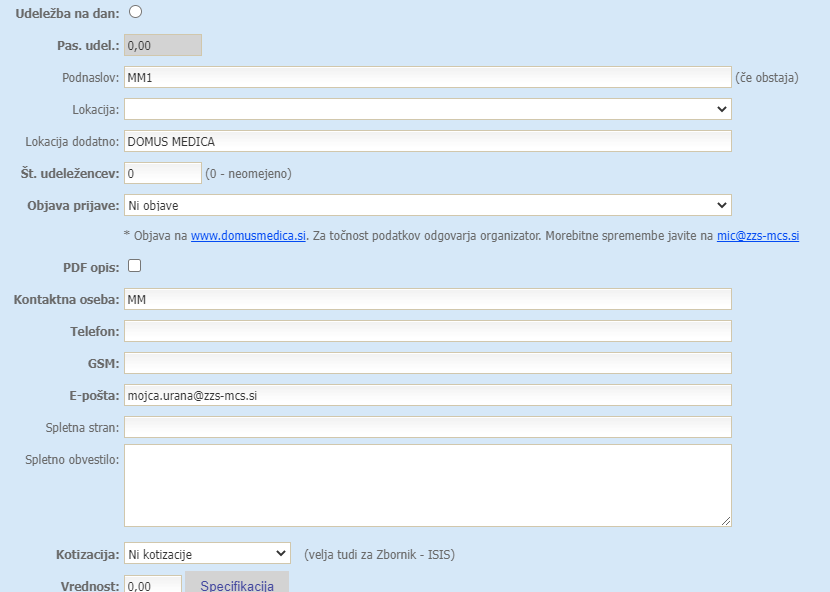 Udeležba na dan:
Pas. udel.: 0,00
Podnaslov: MM1 (če obstaja)
Lokacija:
Lokacija dodatno: DOMUS MEDICA
Št. udeležencev: 0 (0 - neomejeno)
Objava prijave: Ni objave
* Objava na www.domusmedica.si. Za točnost podatkov odgovarja organizator. Morebitne spremembe javite na mic@zzs-mcs.si
PDF opis:
Kontaktna oseba: MM
Telefon:
GSM:
E-pošta: mojca.urana@zzs-mcs.si
Spletna stran:
Spletno obvestilo:
Kotizacija: Ni kotizacije (velja tudi za Zbornik - ISIS)
Vrednost: 0,00 Specifikacija